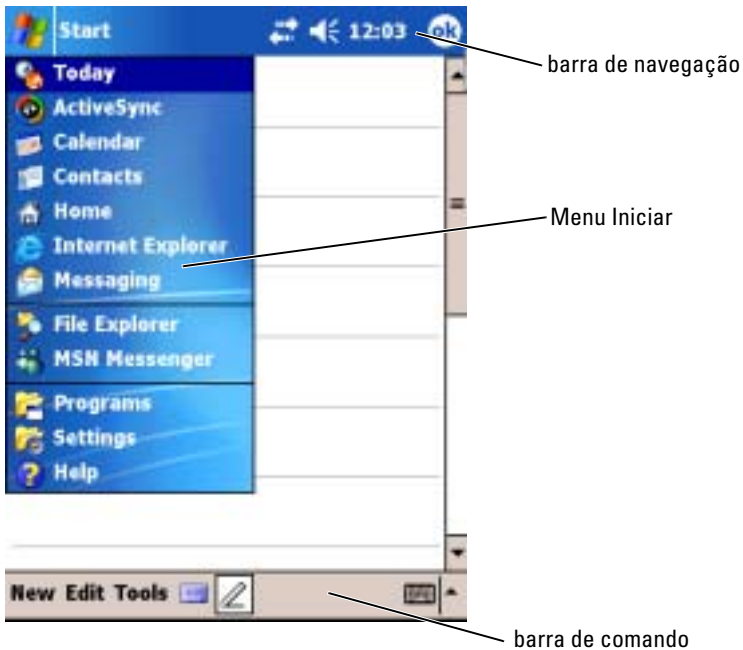 Start 12:03 ok
barra de navegação
Today
ActiveSync
Calendar
Contacts
Home
Menu Iniciar
Internet Explorer
Messaging
File Explorer
MSN Messenger
Programs
Settings
Help
New Edit Tools
barra de comando